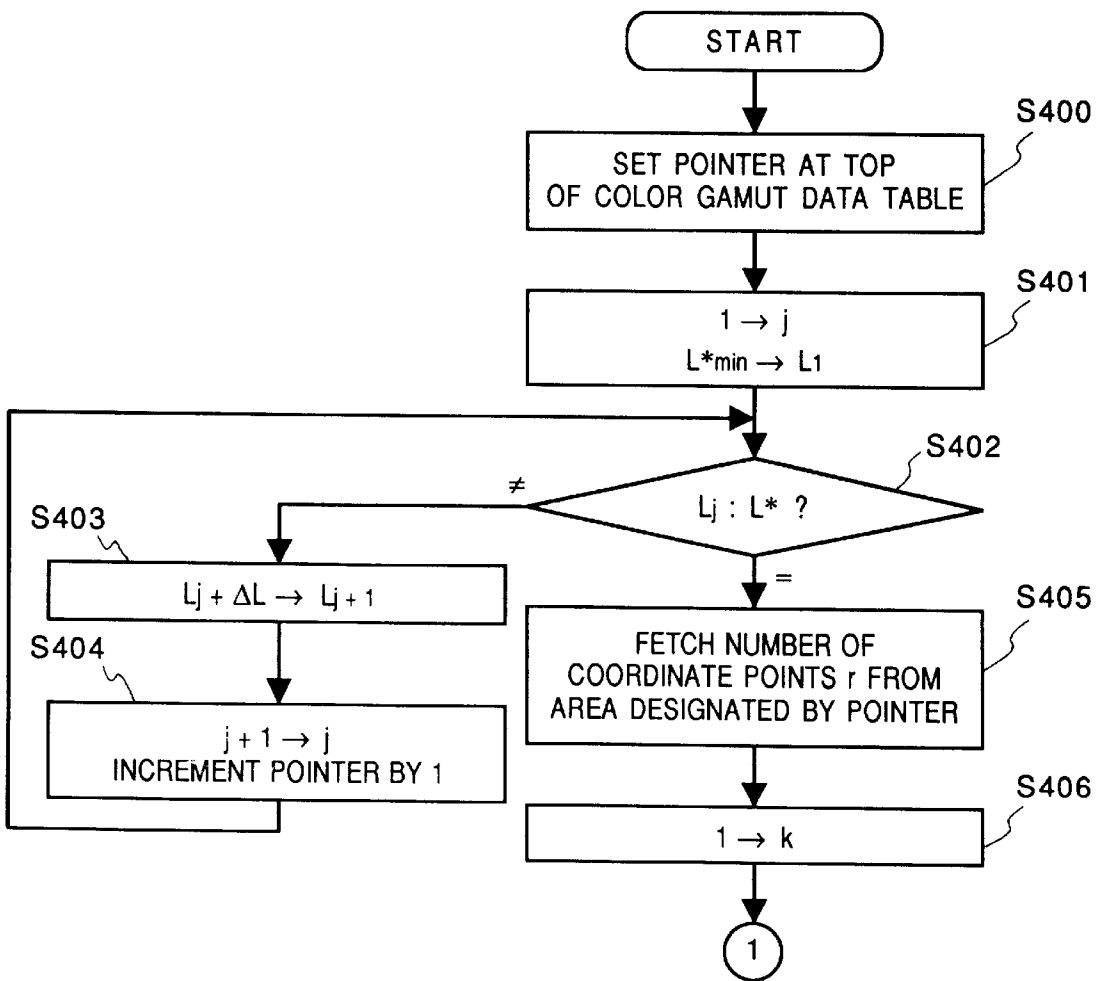 START
S400
SET POINTER AT TOP
OF COLOR GAMUT DATA TABLE
S401
1 → j
L*min → L1
S402
Lj : L* ?
≠
=
S403
Lj + ΔL → Lj + 1
S404
j + 1 → j
INCREMENT POINTER BY 1
S405
FETCH NUMBER OF
COORDINATE POINTS r FROM
AREA DESIGNATED BY POINTER
S406
1 → k
1